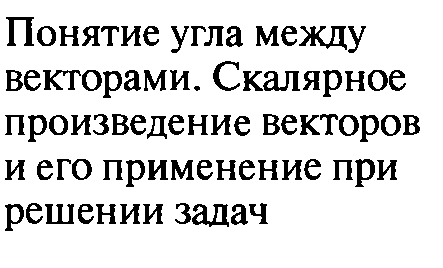 Понятие угла между
векторами. Скалярное
произведение векторов
и его применение при
решении задач